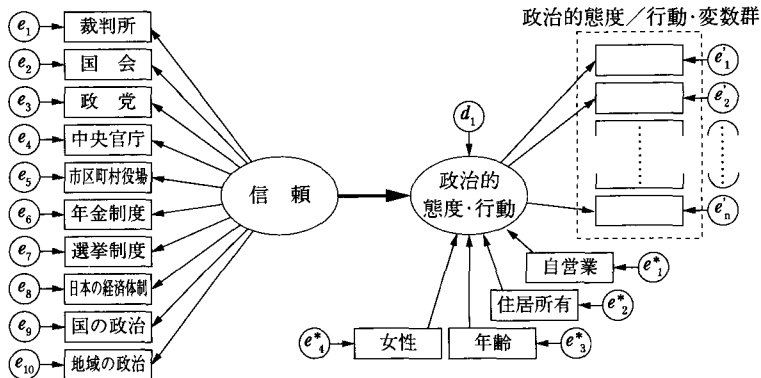 政治的態度／行動・変数群
e₁ 裁判所
e₂ 国会
e₃ 政党
e₄ 中央官庁
e₅ 市区町村役場
e₆ 年金制度
e₇ 選挙制度
e₈ 日本の経済体制
e₉ 国の政治
e₁₀ 地域の政治
信頼
d₁
政治的
態度・行動
e'₁
e'₂
e'ₙ
自営業 e*₁
住居所有 e*₂
e*₄ 女性
年齢 e*₃